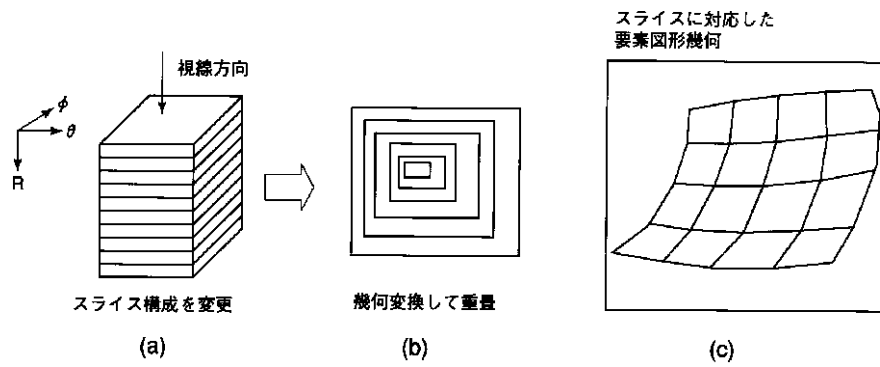 スライスに対応した
要素図形幾何
視線方向
φ
θ
R
スライス構成を変更
幾何変換して重畳
(a)
(b)
(c)